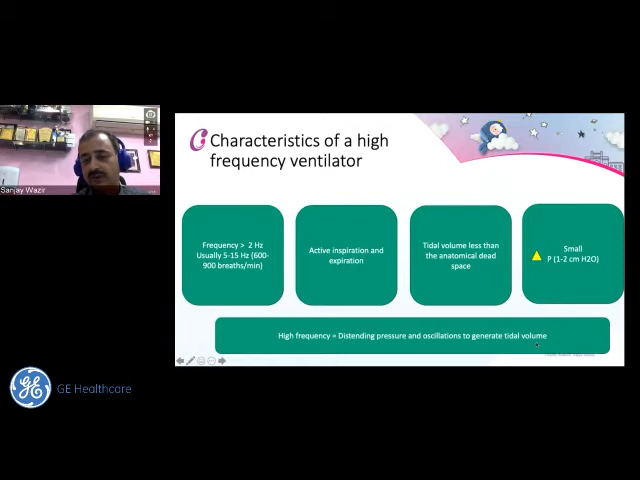 Characteristics of a high
frequency ventilator
Sanjay Wazir
Frequency > 2 Hz
Usually 5-15 Hz (600-
900 breaths/min)
Active inspiration and
expiration
Tidal volume less than
the anatomical dead
space
Small
P (1-2 cm H2O)
High frequency = Distending pressure and oscillations to generate tidal volume
GE Healthcare